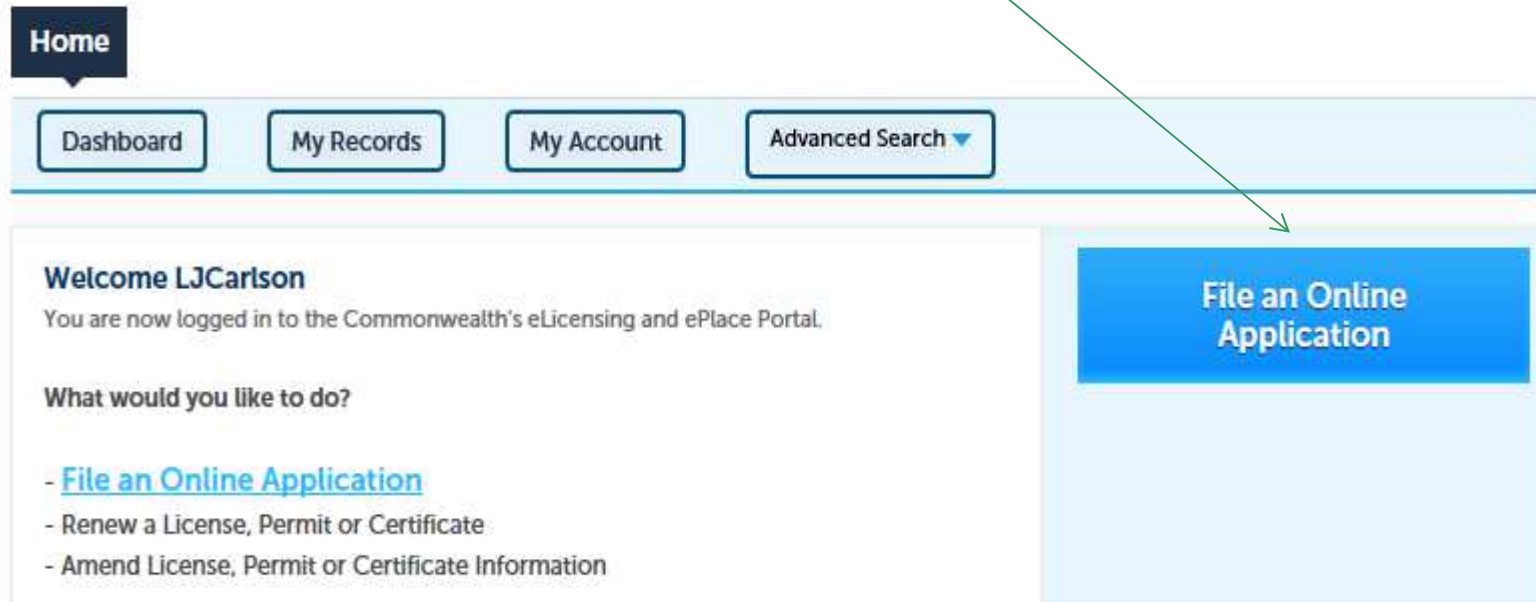 Home
Dashboard
My Records
My Account
Advanced Search
Welcome LJCarlson
You are now logged in to the Commonwealth's eLicensing and ePlace Portal.
What would you like to do?
- File an Online Application
- Renew a License, Permit or Certificate
- Amend License, Permit or Certificate Information
File an Online
Application